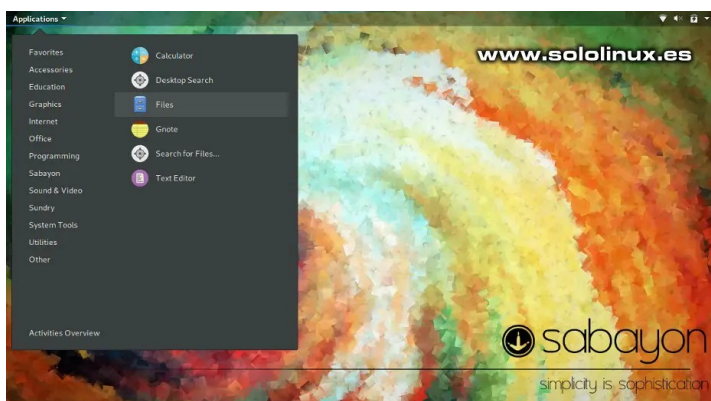 Applications
www.sololinux.es
Favorites
Accessories
Education
Graphics
Internet
Office
Programming
Sabayon
Sound & Video
Sundry
System Tools
Utilities
Other
Activities Overview
Calculator
Desktop Search
Files
Gnote
Search for Files...
Text Editor
sabayon
simplicity is sophistication